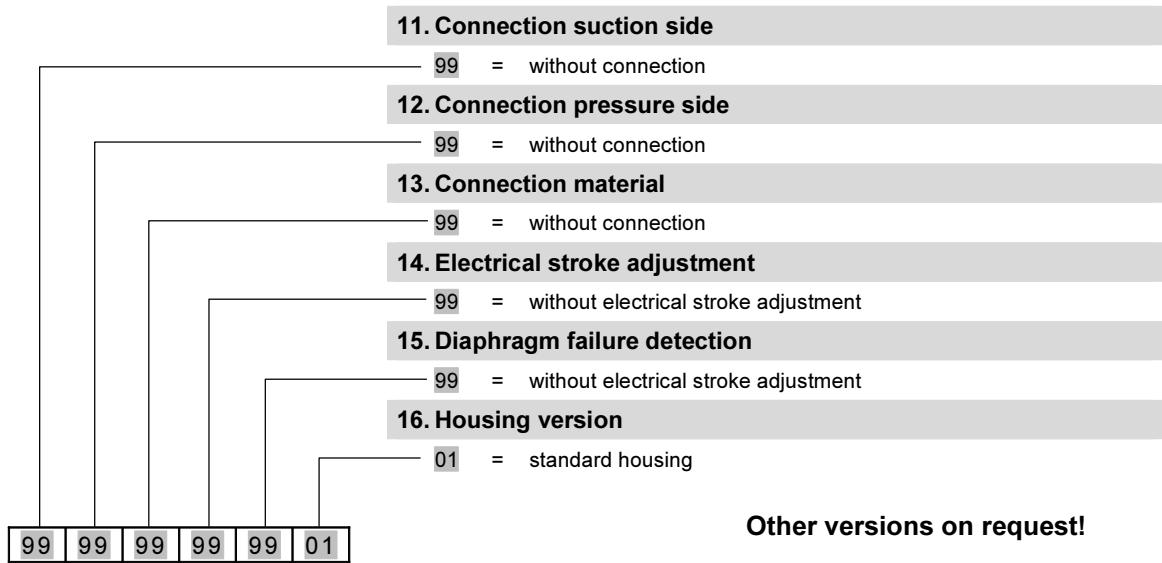 11. Connection suction side
99 = without connection
12. Connection pressure side
99 = without connection
13. Connection material
99 = without connection
14. Electrical stroke adjustment
99 = without electrical stroke adjustment
15. Diaphragm failure detection
99 = without electrical stroke adjustment
16. Housing version
01 = standard housing
Other versions on request!
99 99 99 99 99 01